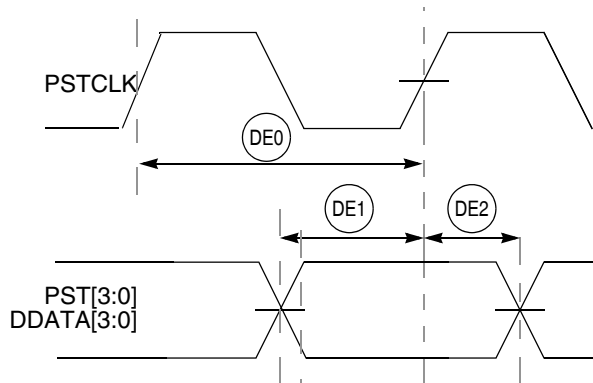 PSTCLK
DE0
DE1
DE2
PST[3:0]
DDATA[3:0]